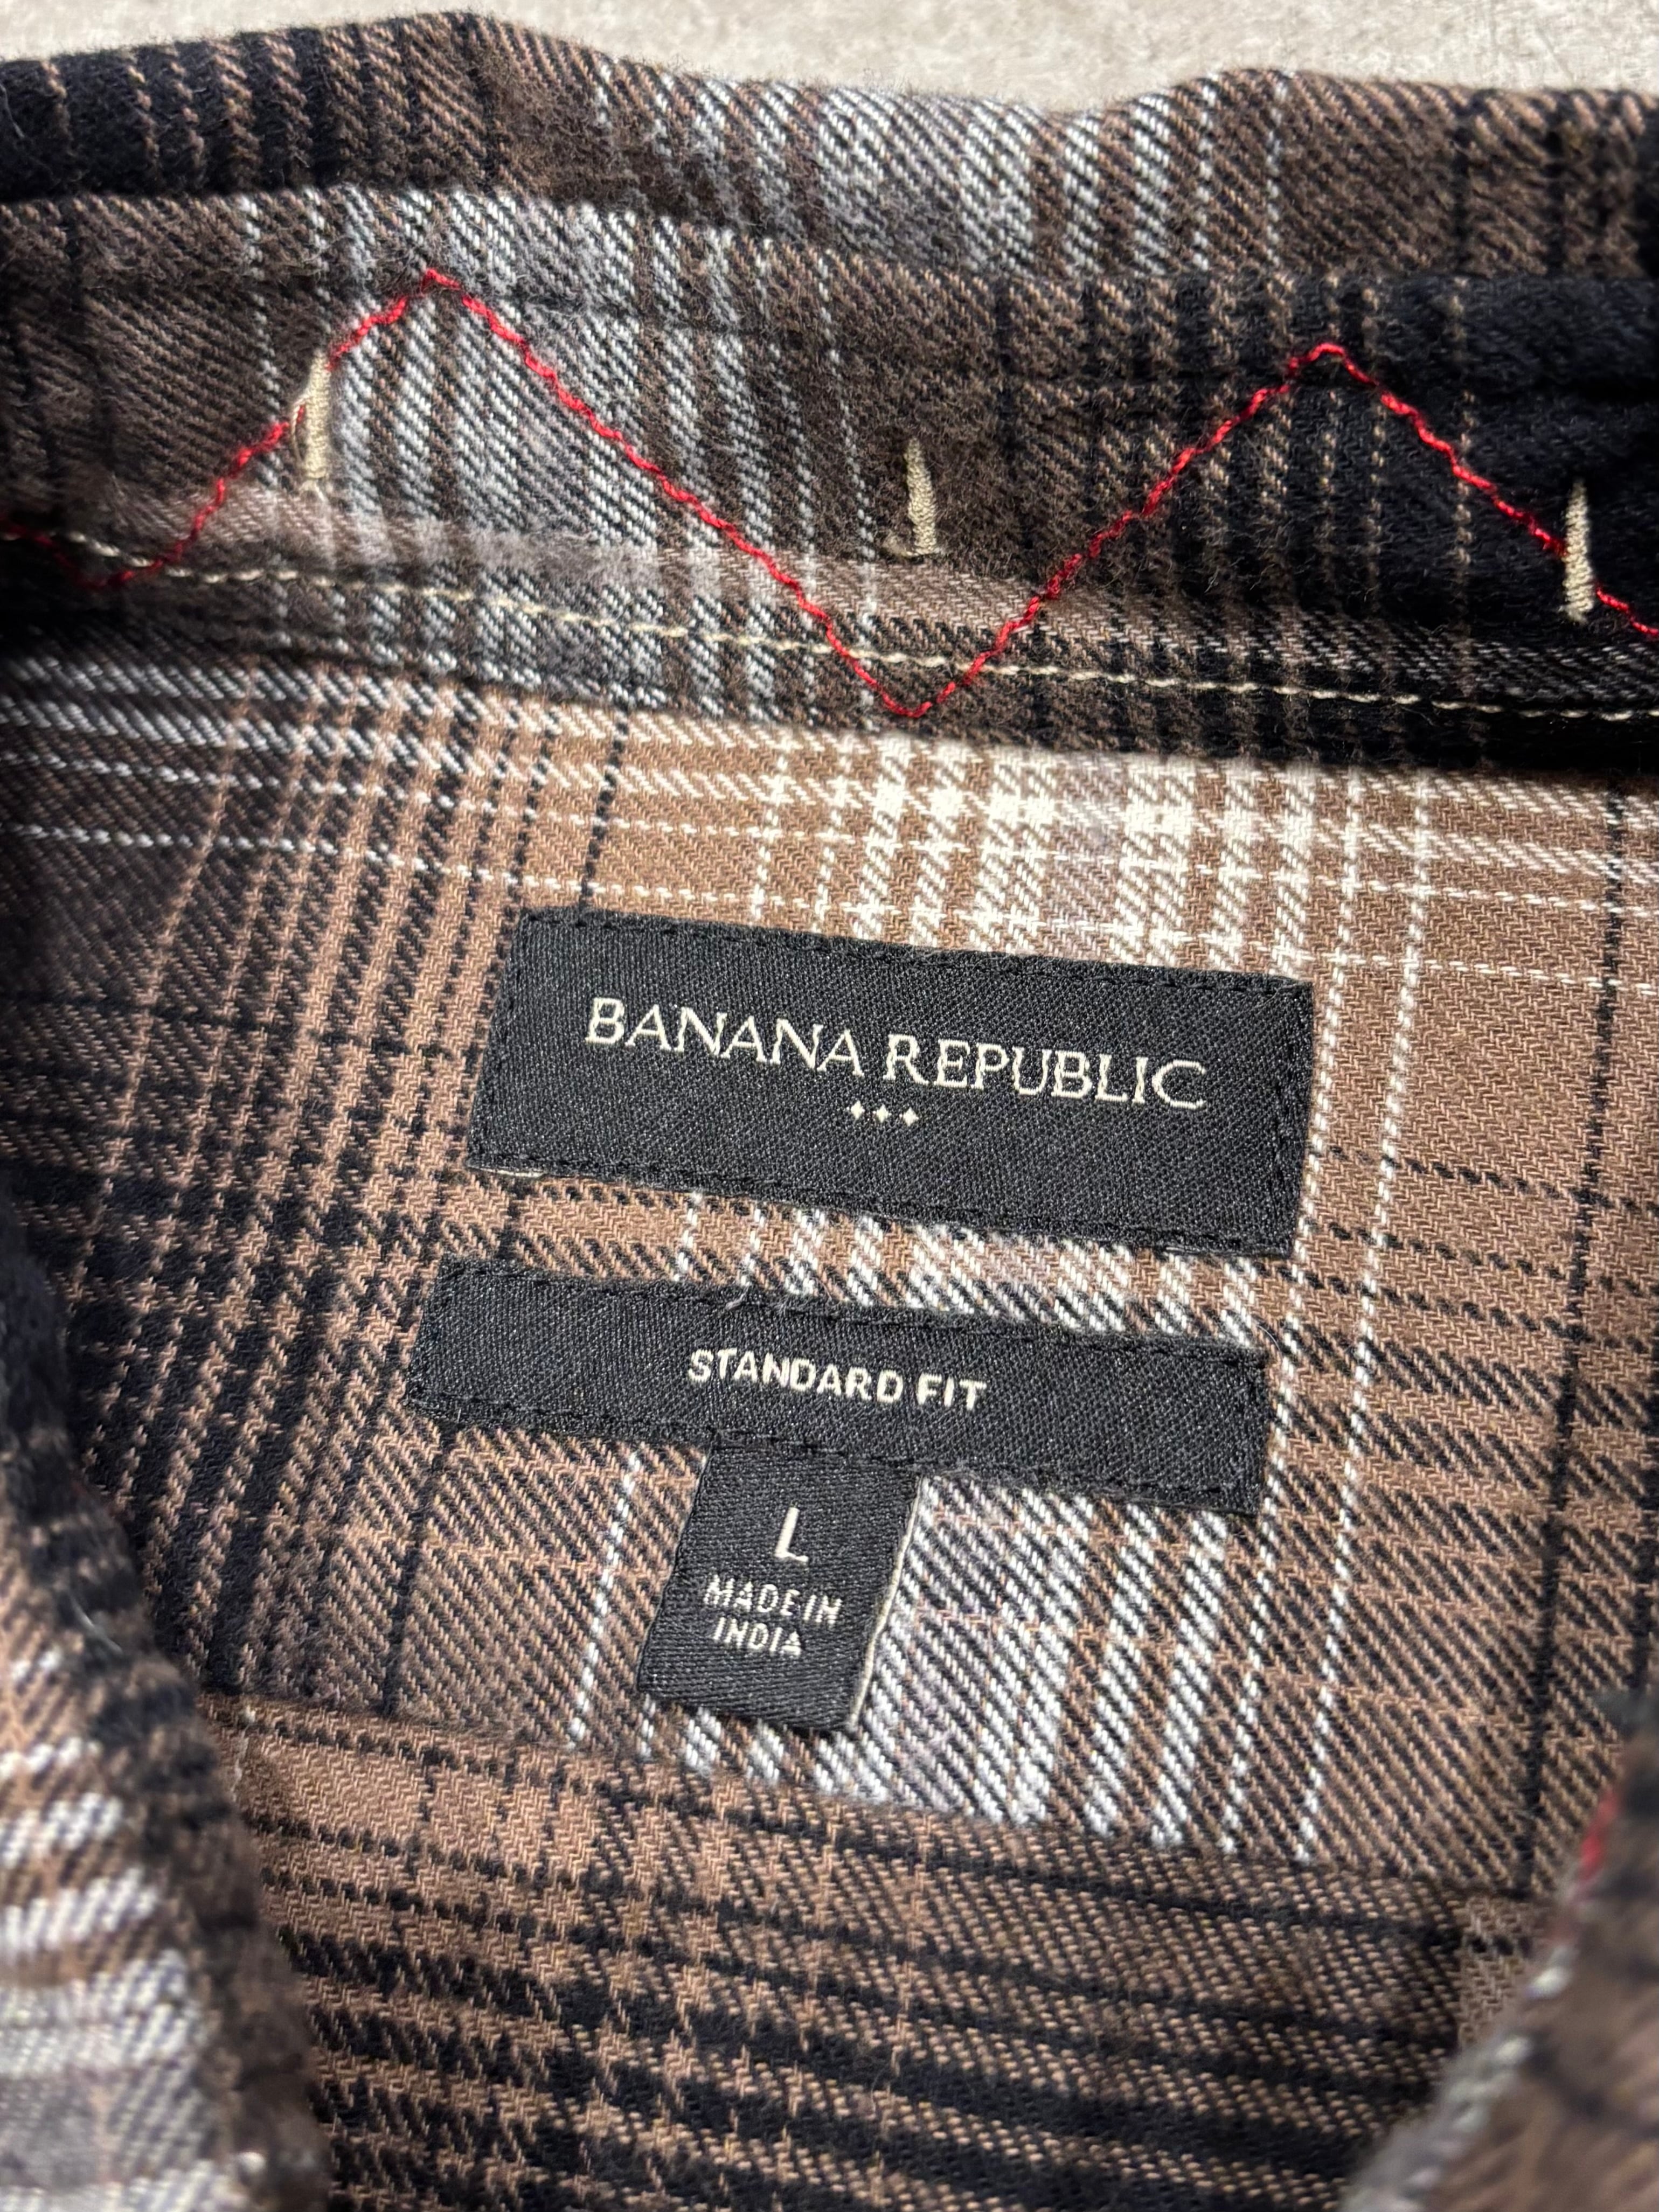 BANANA REPUBLIC
STANDARD FIT
L
MADE IN
INDIA